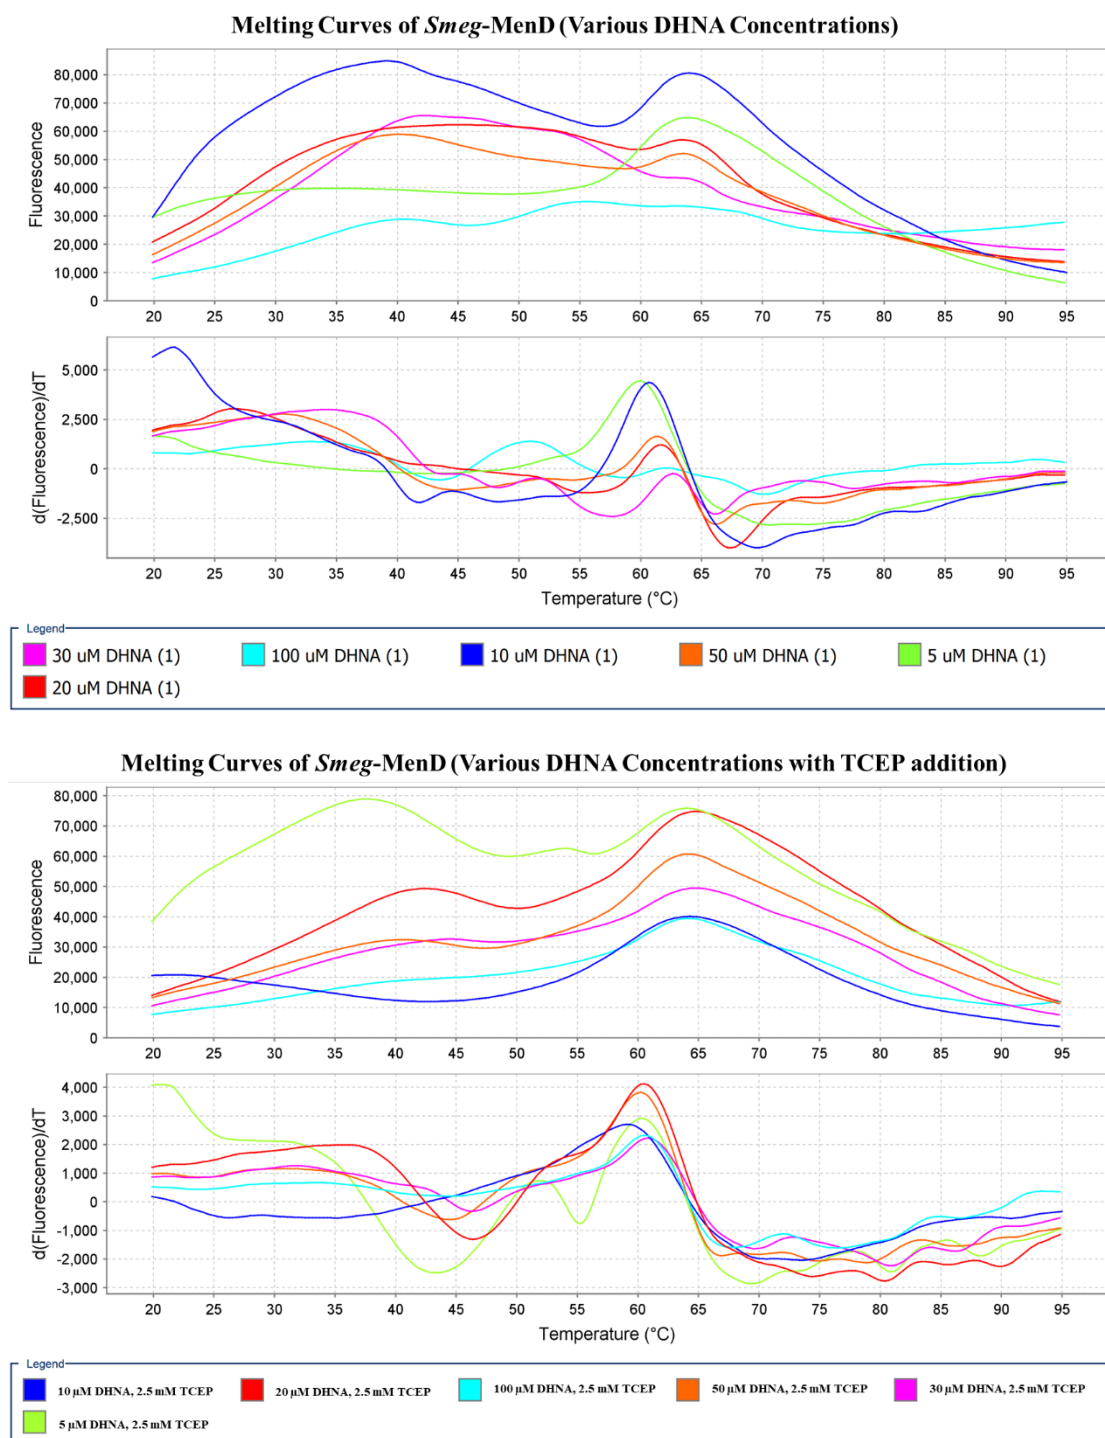 Melting Curves of Smeg-MenD (Various DHNA Concentrations)
Fluorescence
80,000
70,000
60,000
50,000
40,000
30,000
20,000
10,000
0
20 25 30 35 40 45 50 55 60 65 70 75 80 85 90 95
d(Fluorescence)/dT
5,000
2,500
0
-2,500
20 25 30 35 40 45 50 55 60 65 70 75 80 85 90 95
Temperature (°C)
Legend
30 uM DHNA (1) 100 uM DHNA (1) 10 uM DHNA (1) 50 uM DHNA (1) 5 uM DHNA (1)
20 uM DHNA (1)
Melting Curves of Smeg-MenD (Various DHNA Concentrations with TCEP addition)
Fluorescence
80,000
70,000
60,000
50,000
40,000
30,000
20,000
10,000
0
20 25 30 35 40 45 50 55 60 65 70 75 80 85 90 95
d(Fluorescence)/dT
4,000
3,000
2,000
1,000
0
-1,000
-2,000
-3,000
20 25 30 35 40 45 50 55 60 65 70 75 80 85 90 95
Temperature (°C)
Legend
10 µM DHNA, 2.5 mM TCEP 20 µM DHNA, 2.5 mM TCEP 100 µM DHNA, 2.5 mM TCEP 50 µM DHNA, 2.5 mM TCEP 30 µM DHNA, 2.5 mM TCEP
5 µM DHNA, 2.5 mM TCEP